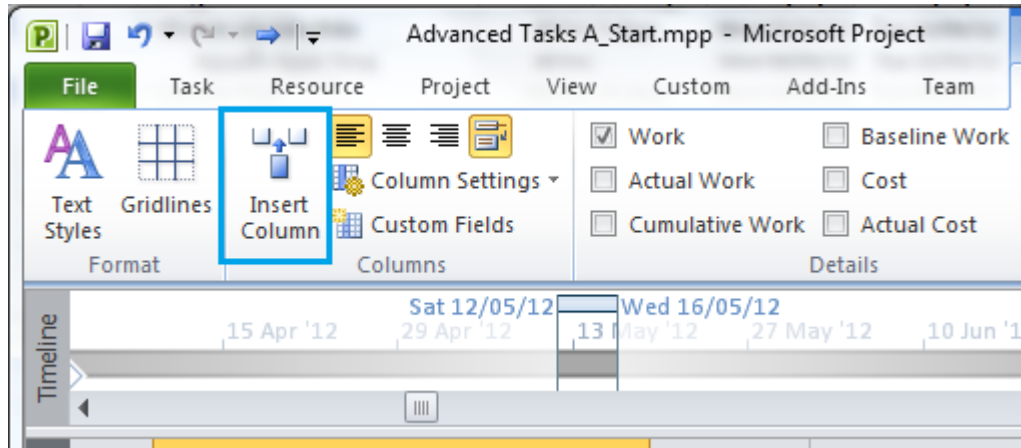 Advanced Tasks A_Start.mpp - Microsoft Project
File Task Resource Project View Custom Add-Ins Team
Text Styles
Gridlines
Insert Column
Column Settings
Custom Fields
Work
Actual Work
Cumulative Work
Baseline Work
Cost
Actual Cost
Format Columns Details
Timeline
Sat 12/05/12 Wed 16/05/12
15 Apr '12 29 Apr '12 13 May '12 27 May '12 10 Jun '1